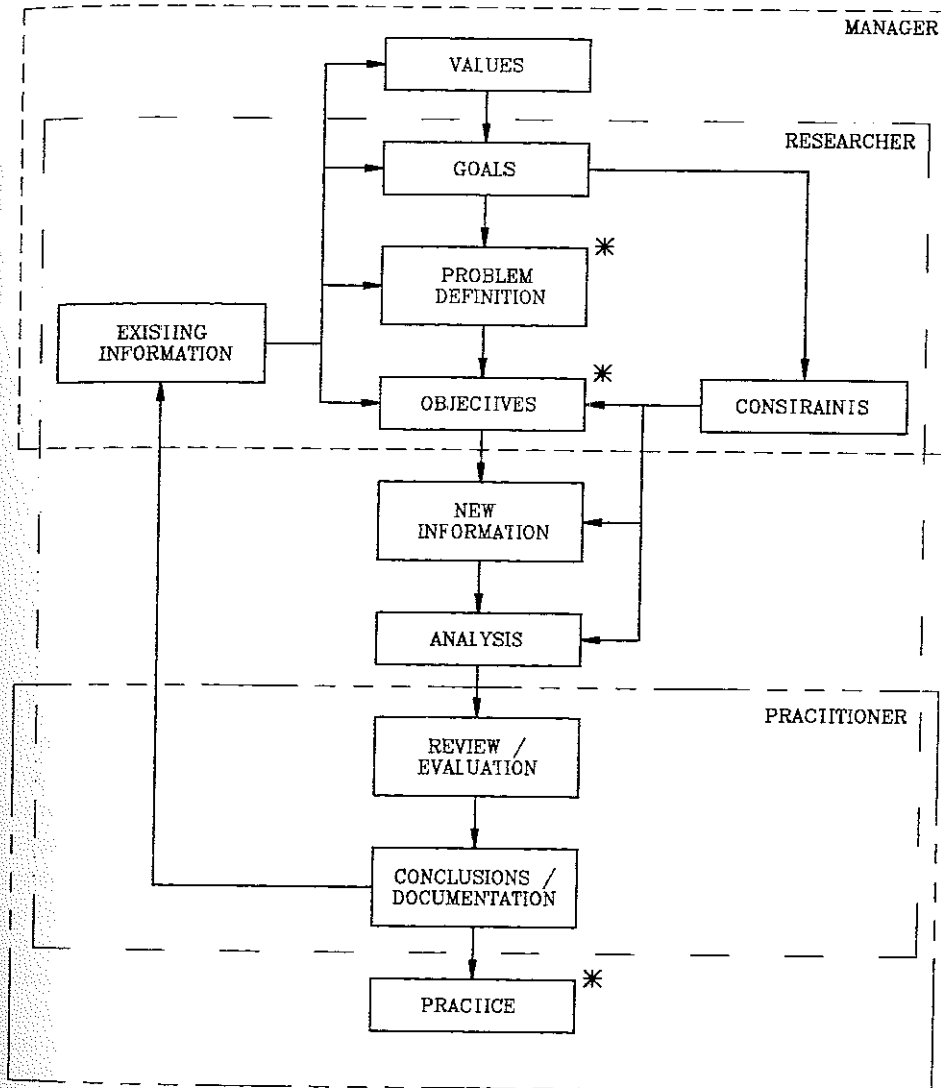 MANAGER
VALUES
RESEARCHER
GOALS
*
PROBLEM
DEFINITION
EXISIING
INFORMATION
*
OBJECIIVES
CONSIRAINIS
NEW
INFORMATION
ANALYSIS
PRACIITIONER
REVIEW /
EVALUATION
CONCLUSIONS /
DOCUMENTATION
*
PRACIICE